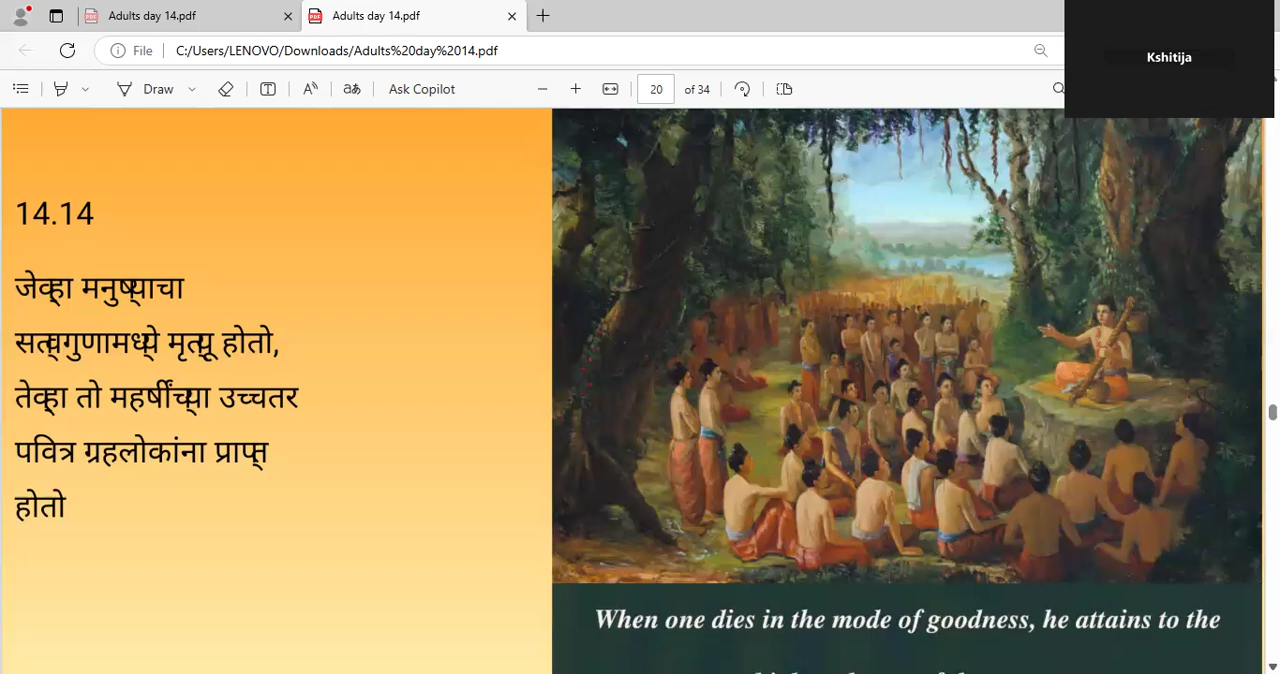 Adults day 14.pdf
Adults day 14.pdf
File
C:/Users/LENOVO/Downloads/Adults%20day%2014.pdf
Draw
Ask Copilot
20
of 34
Kshitija
14.14
जेव्हा मनुष्याचा
सत्त्वगुणामध्ये मृत्यू होतो,
तेव्हा तो महर्षींच्या उच्चतर
पवित्र ग्रहलोकांना प्राप्त
होतो
When one dies in the mode of goodness, he attains to the